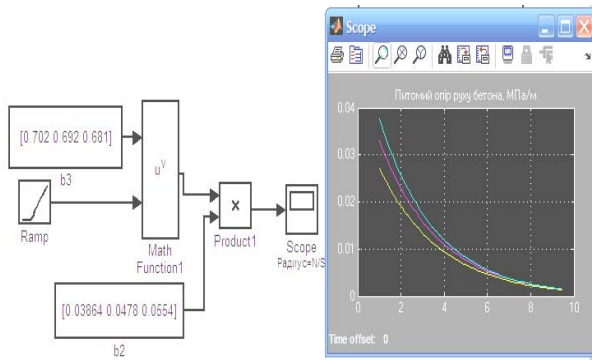 [0.702 0.692 0.681]
b3
Ramp
u^v
Math
Function1
×
Product1
Scope
Радиус=N/S
[0.03864 0.0478 0.0554]
b2
Scope
Питомий опір руху бетона, МПа/м
0.04
0.03
0.02
0.01
0
0 2 4 6 8 10
Time offset: 0